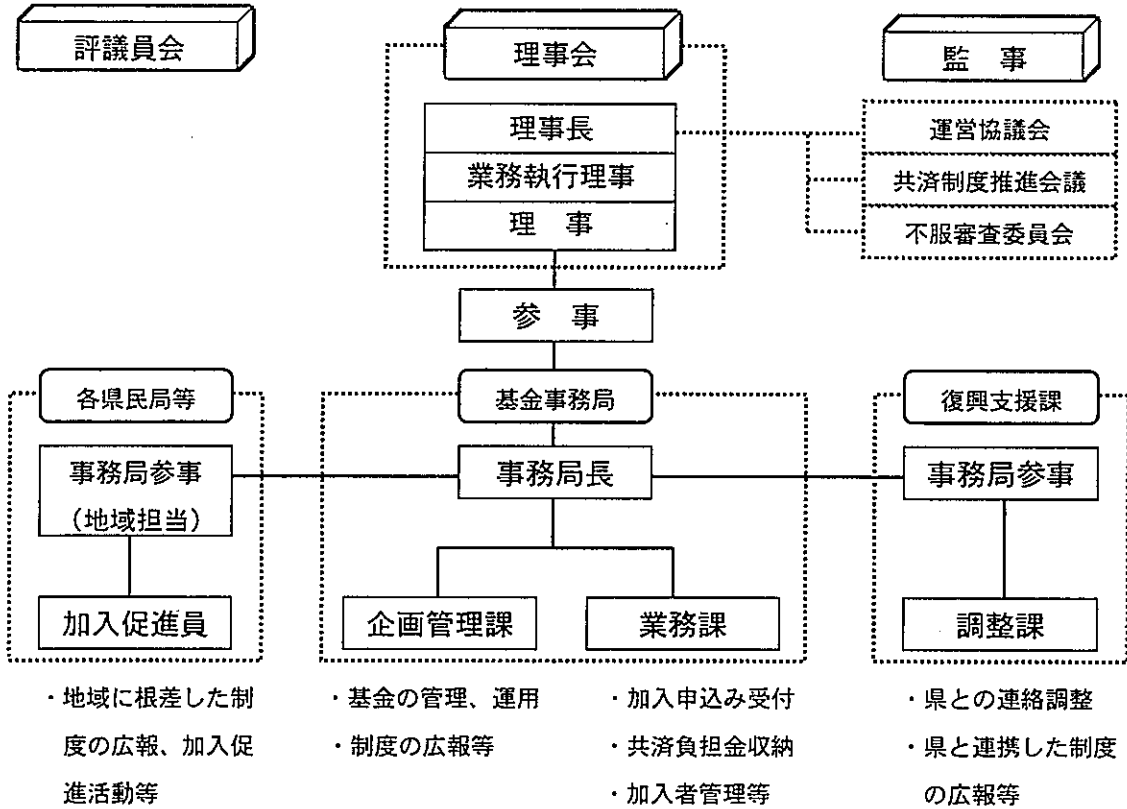 評議員会
理事会
監 事
理事長
業務執行理事
理 事
運営協議会
共済制度推進会議
不服審査委員会
参 事
各県民局等
基金事務局
復興支援課
事務局参事
（地域担当）
事務局長
事務局参事
加入促進員
企画管理課
業務課
調整課
・地域に根差した制
度の広報、加入促
進活動等
・基金の管理、運用
・制度の広報等
・加入申込み受付
・共済負担金収納
・加入者管理等
・県との連絡調整
・県と連携した制度
の広報等